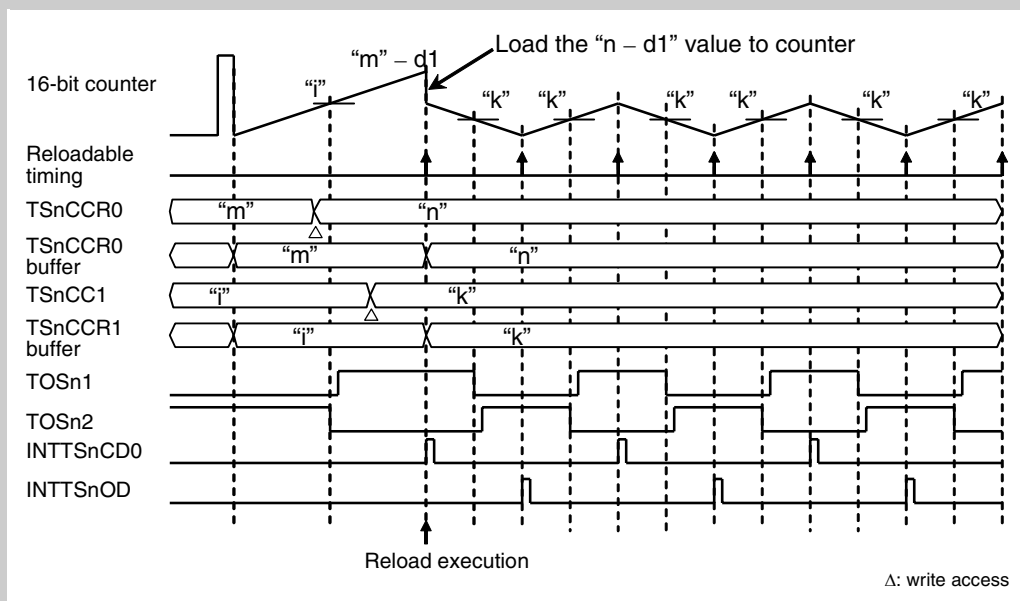 Load the “n – d1” value to counter
“m” – d1
16-bit counter
“i”
“k” “k” “k” “k” “k” “k”
Reloadable
timing
TSnCCR0
“m” “n”
TSnCCR0
buffer
“m” “n”
TSnCC1
“i” “k”
TSnCCR1
buffer
“i” “k”
TOSn1
TOSn2
INTTSnCD0
INTTSnOD
Reload execution
Δ: write access